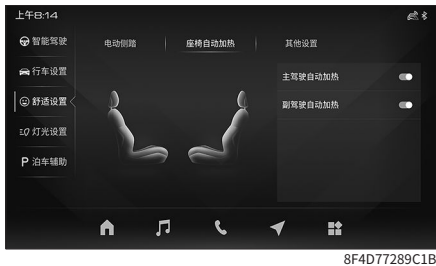 上午8:14
智能驾驶
电动侧踏
座椅自动加热
其他设置
行车设置
主驾驶自动加热
舒适设置
副驾驶自动加热
灯光设置
P 泊车辅助
8F4D77289C1B